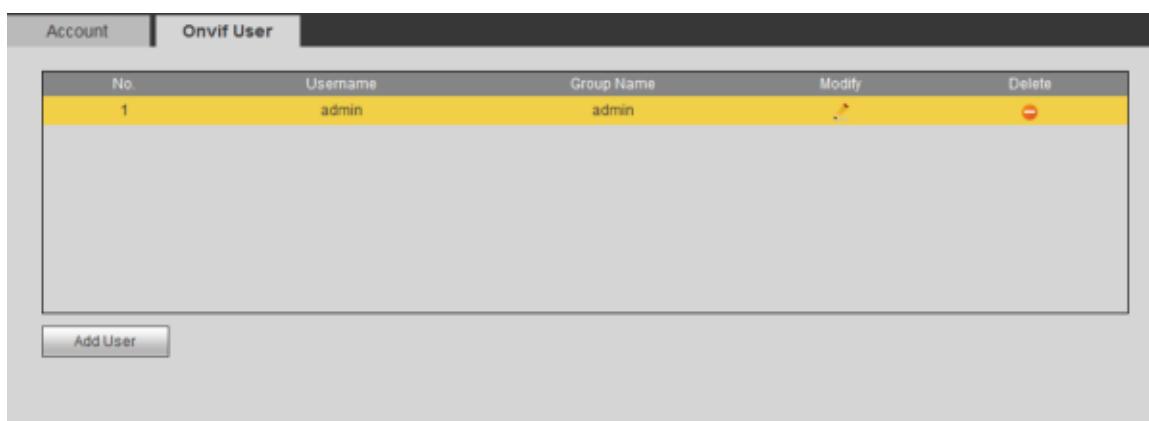 Account Onvif User
No. Username Group Name Modify Delete
1 admin admin
Add User